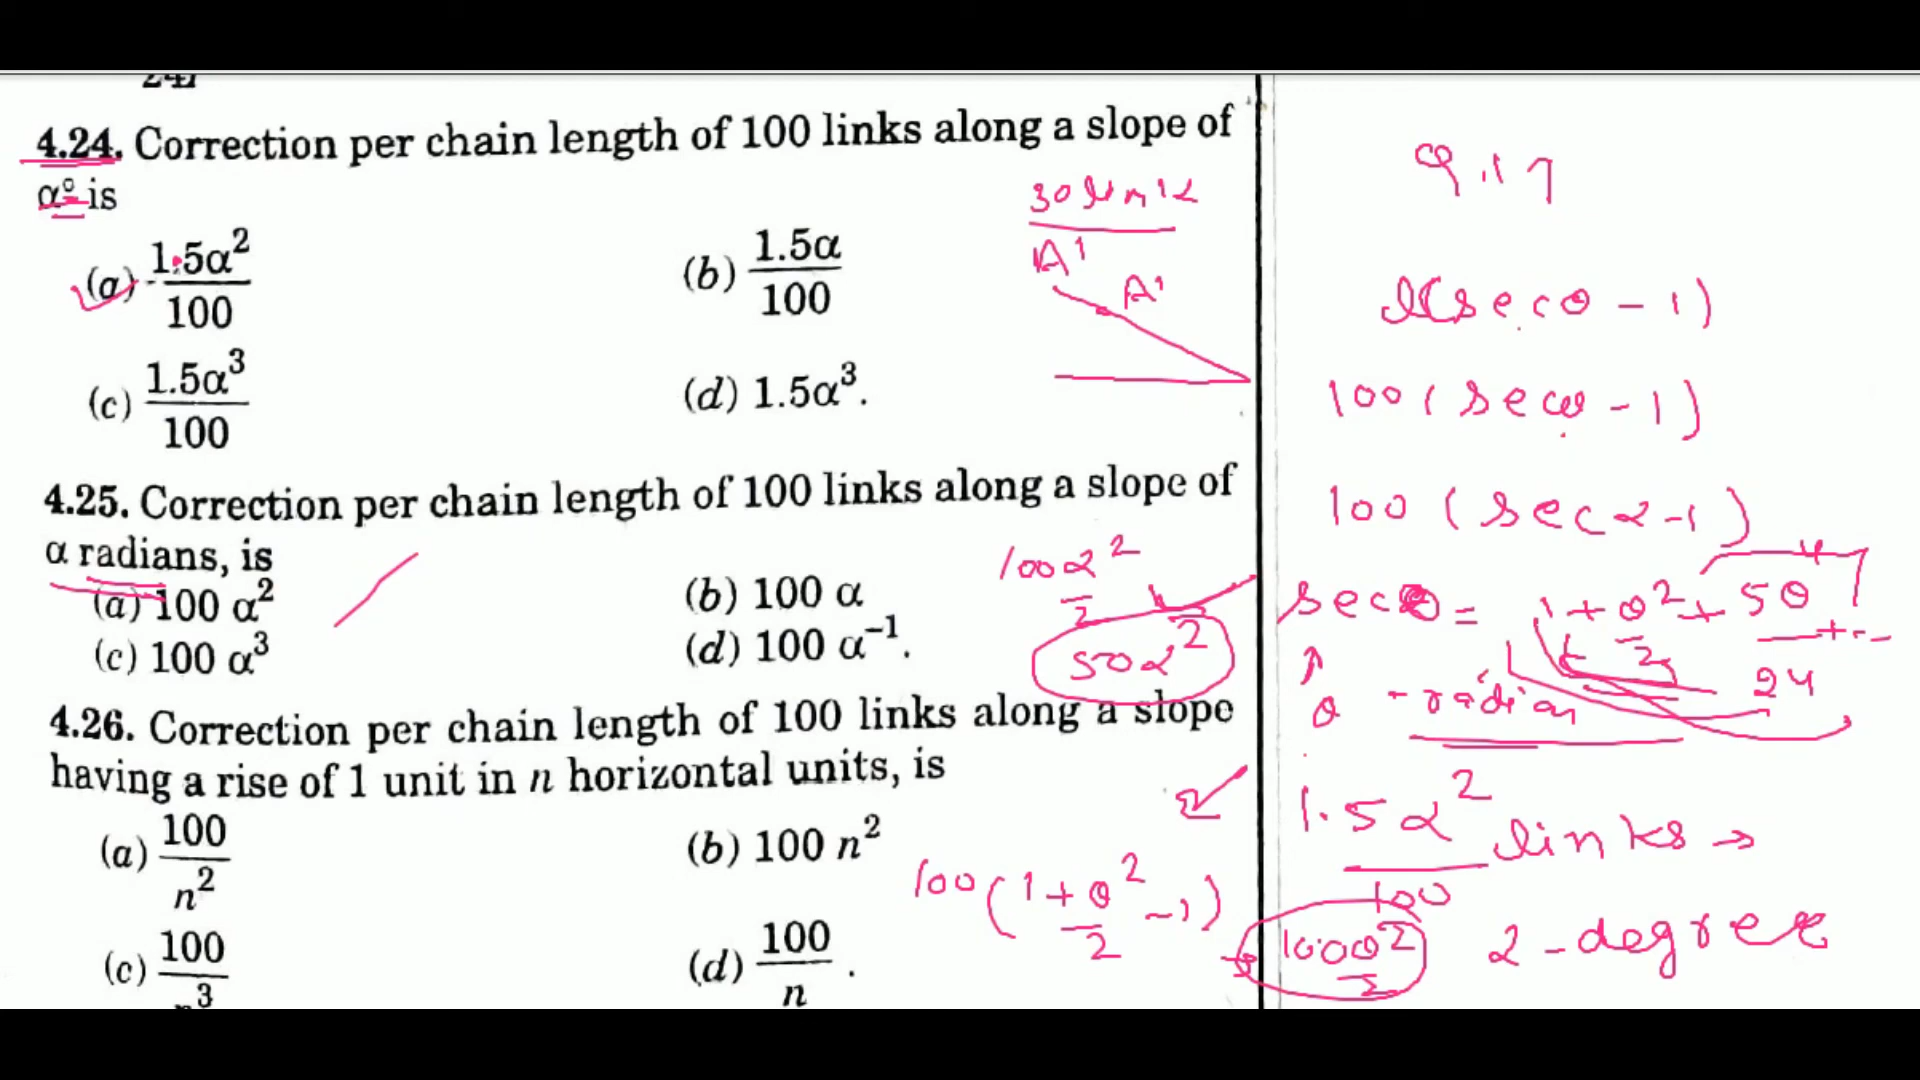 4.24. Correction per chain length of 100 links along a slope of
α° is
(a) 1.5α²/100
(b) 1.5α/100
(c) 1.5α³/100
(d) 1.5α³.
4.25. Correction per chain length of 100 links along a slope of
α radians, is
(a) 100 α²
(b) 100 α
(c) 100 α³
(d) 100 α⁻¹.
4.26. Correction per chain length of 100 links along a slope
having a rise of 1 unit in n horizontal units, is
(a) 100/n²
(b) 100 n²
(c) 100/n³
(d) 100/n.
A'
A'
100α²/2
50α²
100(1+θ²/2-1)
l(secθ-1)
100(secθ-1)
100(secα-1)
secθ = 1+θ²/2+5θ⁴/24+--
θ - radian
1.5α²/100 links →
100θ²/2
α-degree